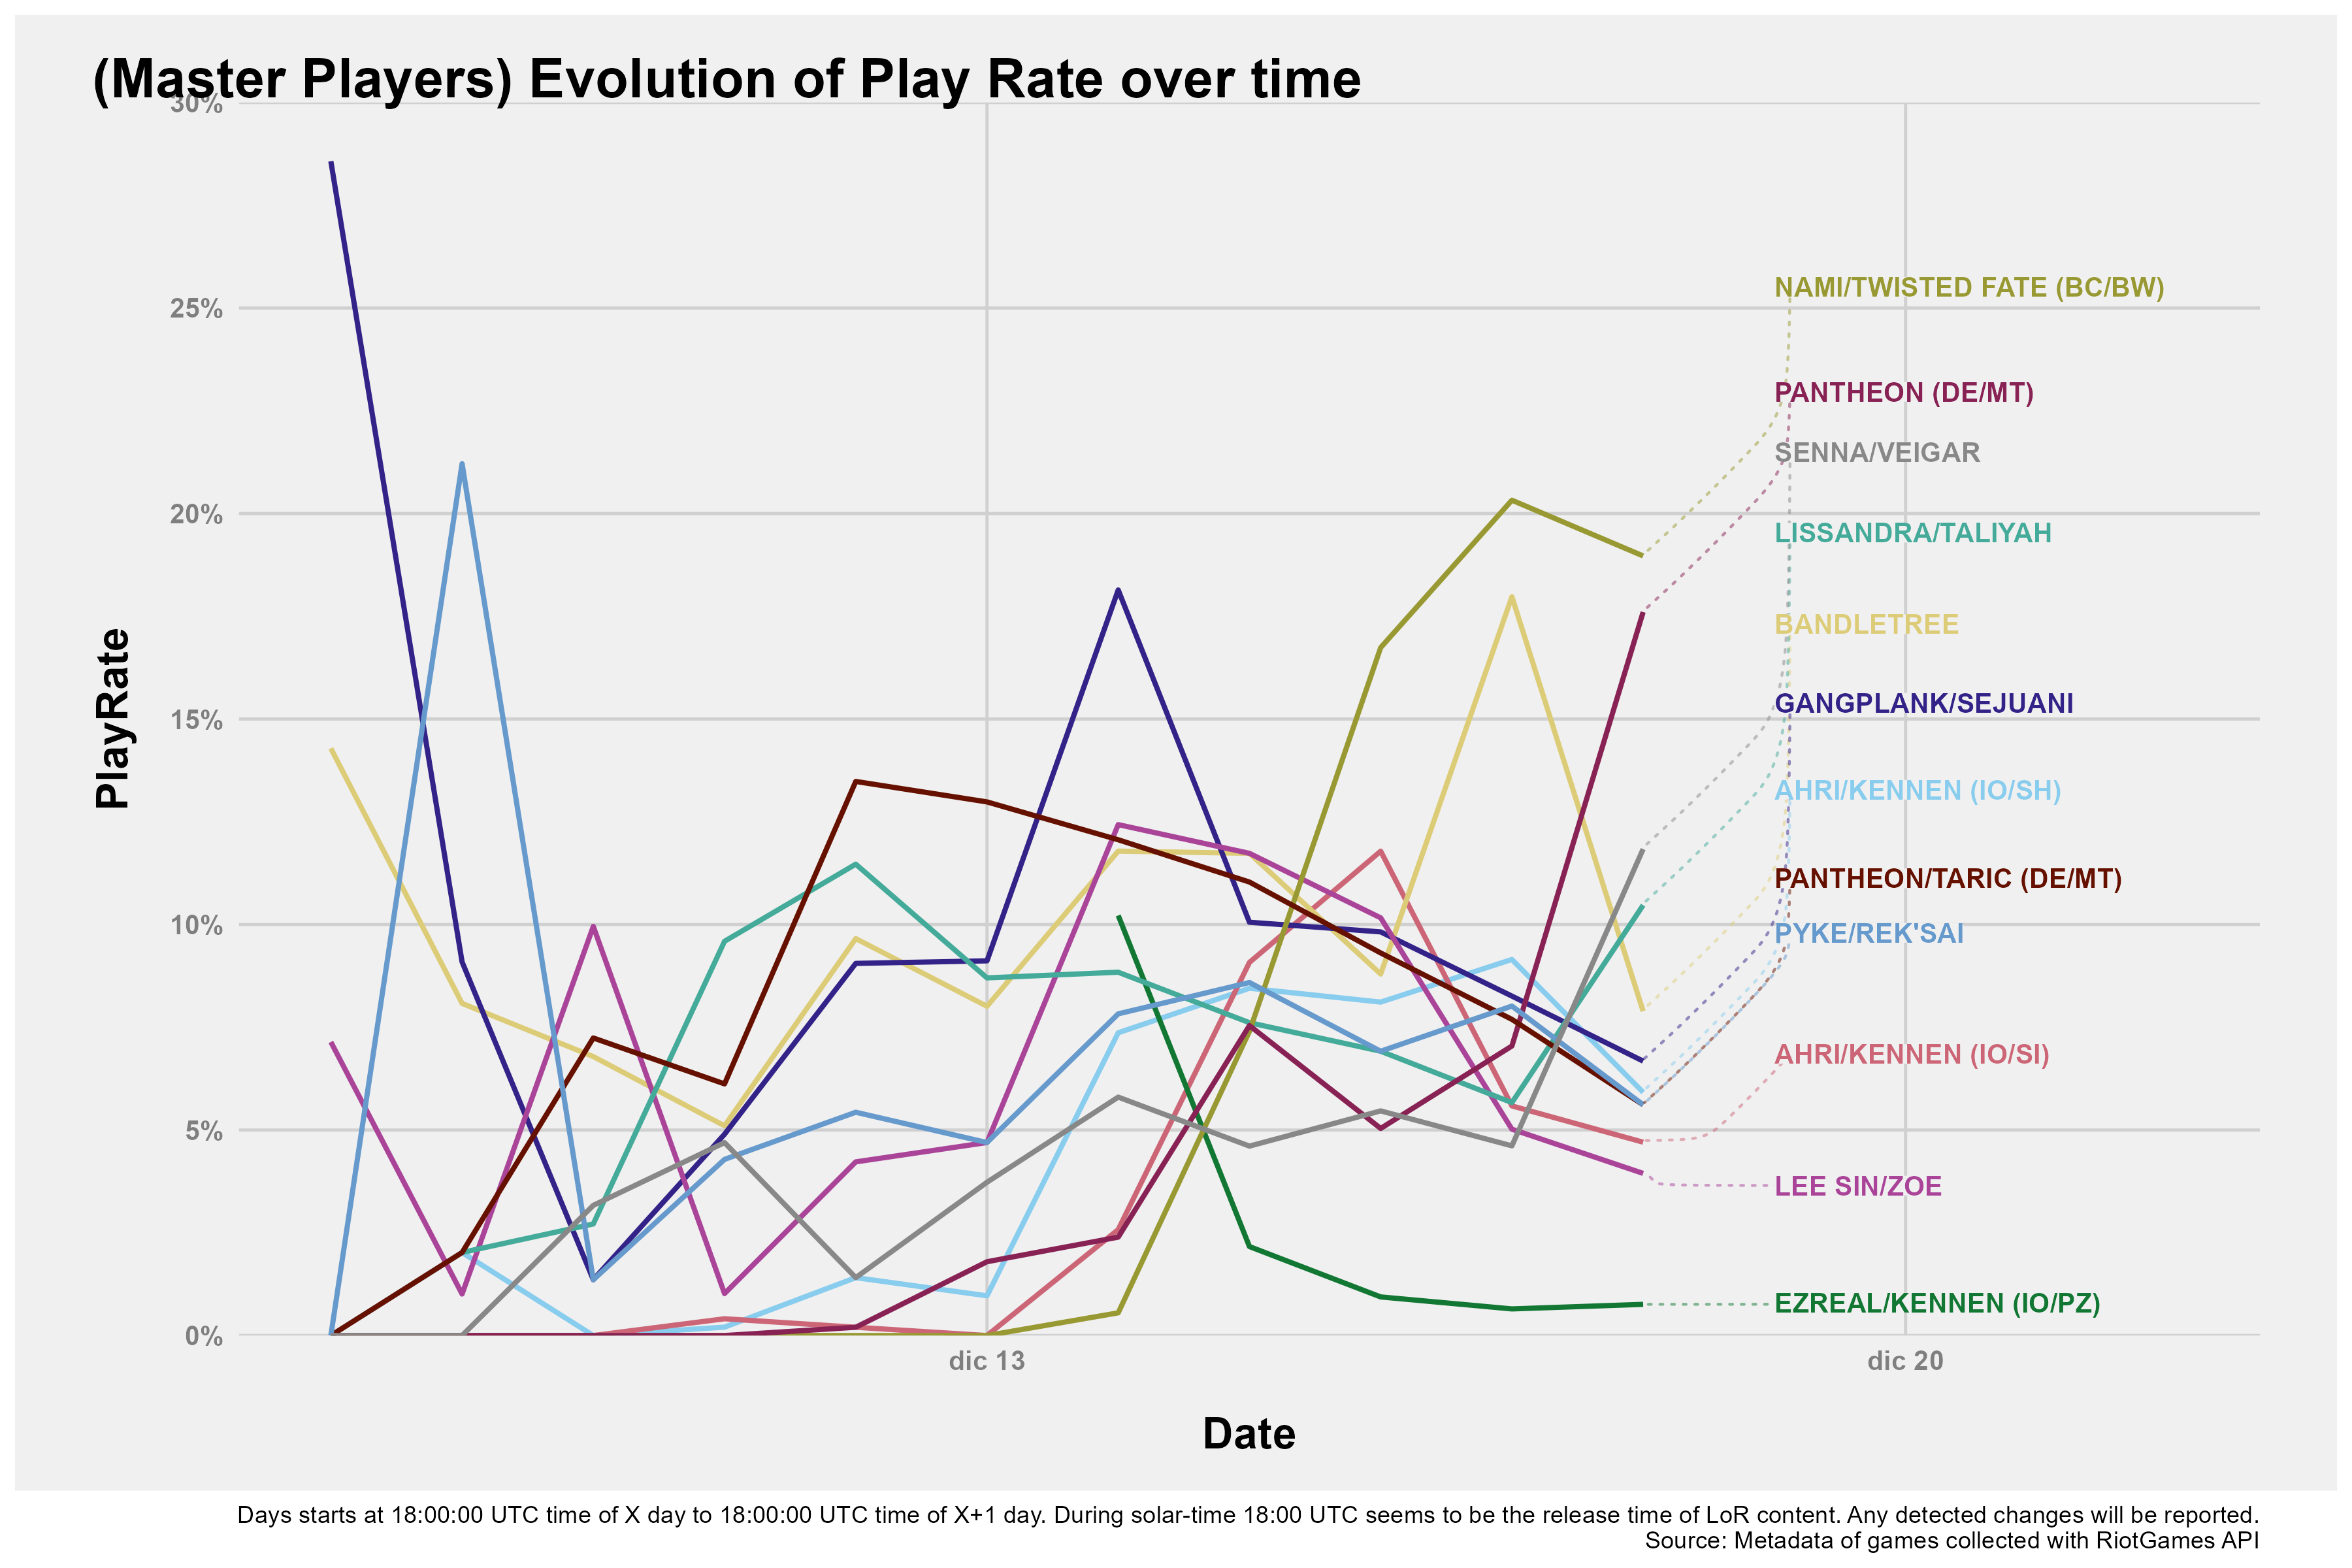 (Master Players) Evolution of Play Rate over time
30%
25%
20%
15%
10%
5%
0%
PlayRate
NAMI/TWISTED FATE (BC/BW)
PANTHEON (DE/MT)
SENNA/VEIGAR
LISSANDRA/TALIYAH
BANDLETREE
GANGPLANK/SEJUANI
AHRI/KENNEN (IO/SH)
PANTHEON/TARIC (DE/MT)
PYKE/REK'SAI
AHRI/KENNEN (IO/SI)
LEE SIN/ZOE
EZREAL/KENNEN (IO/PZ)
dic 13
dic 20
Date
Days starts at 18:00:00 UTC time of X day to 18:00:00 UTC time of X+1 day. During solar-time 18:00 UTC seems to be the release time of LoR content. Any detected changes will be reported.
Source: Metadata of games collected with RiotGames API